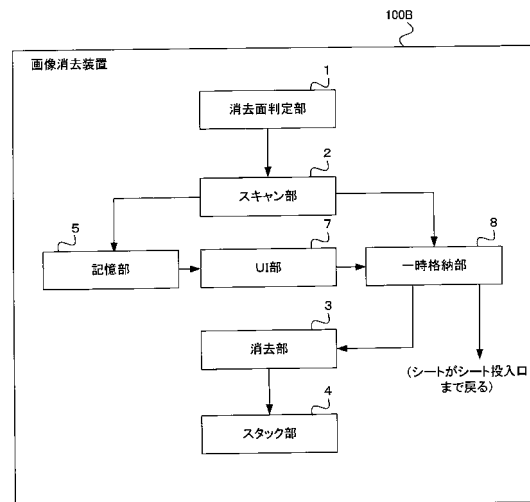 100B
画像消去装置
1
消去面判定部
2
スキャン部
5
記憶部
7
UI部
8
一時格納部
3
消去部
(シートがシート投入口
まで戻る)
4
スタック部